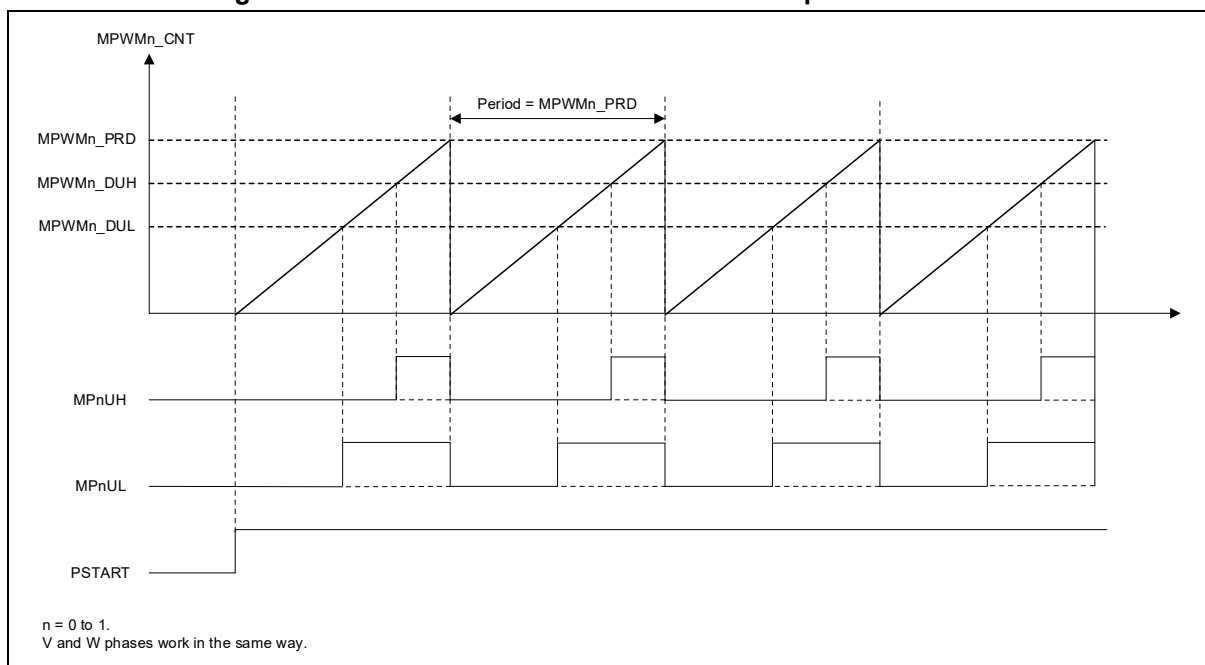 MPWMn_CNT
Period = MPWMn_PRD
MPWMn_PRD
MPWMn_DUH
MPWMn_DUL
MPnUH
MPnUL
PSTART
n = 0 to 1.
V and W phases work in the same way.